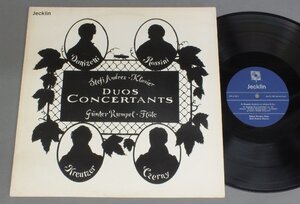 Jecklin
Donizetti
Rossini
Steffi Andres - Klavier
DUOS
CONCERTANTS
Günter Rumpel - Flöte
Kreutzer
Czerny
Jecklin